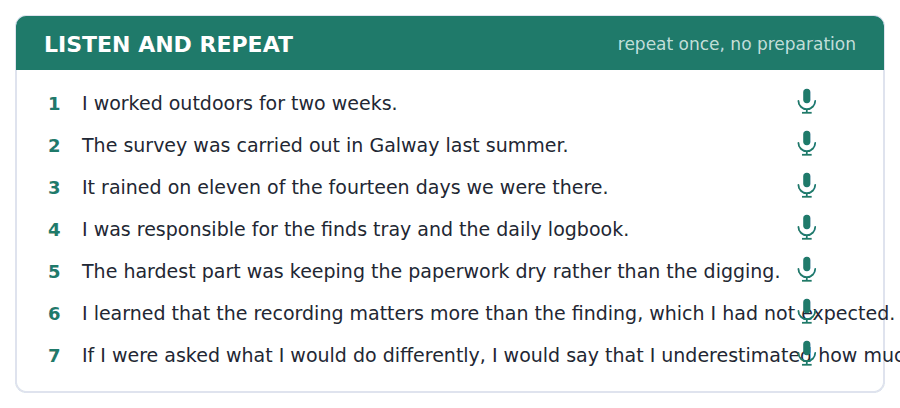 LISTEN AND REPEAT repeat once, no preparation
1 I worked outdoors for two weeks.
2 The survey was carried out in Galway last summer.
3 It rained on eleven of the fourteen days we were there.
4 I was responsible for the finds tray and the daily logbook.
5 The hardest part was keeping the paperwork dry rather than the digging.
6 I learned that the recording matters more than the finding, which I had not expected.
7 If I were asked what I would do differently, I would say that I underestimated how